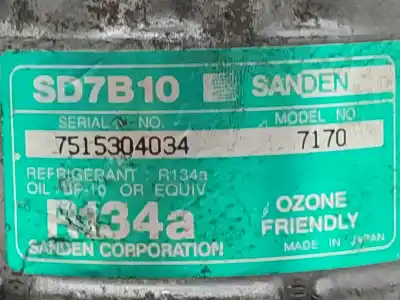 SD7B10 SANDEN
SERIAL NO. MODEL NO
7515304034 7170
REFRIGERANT R134a
OIL UP-10 OR EQUIV.
R134a
OZONE
FRIENDLY
SANDEN CORPORATION
MADE IN JAPAN